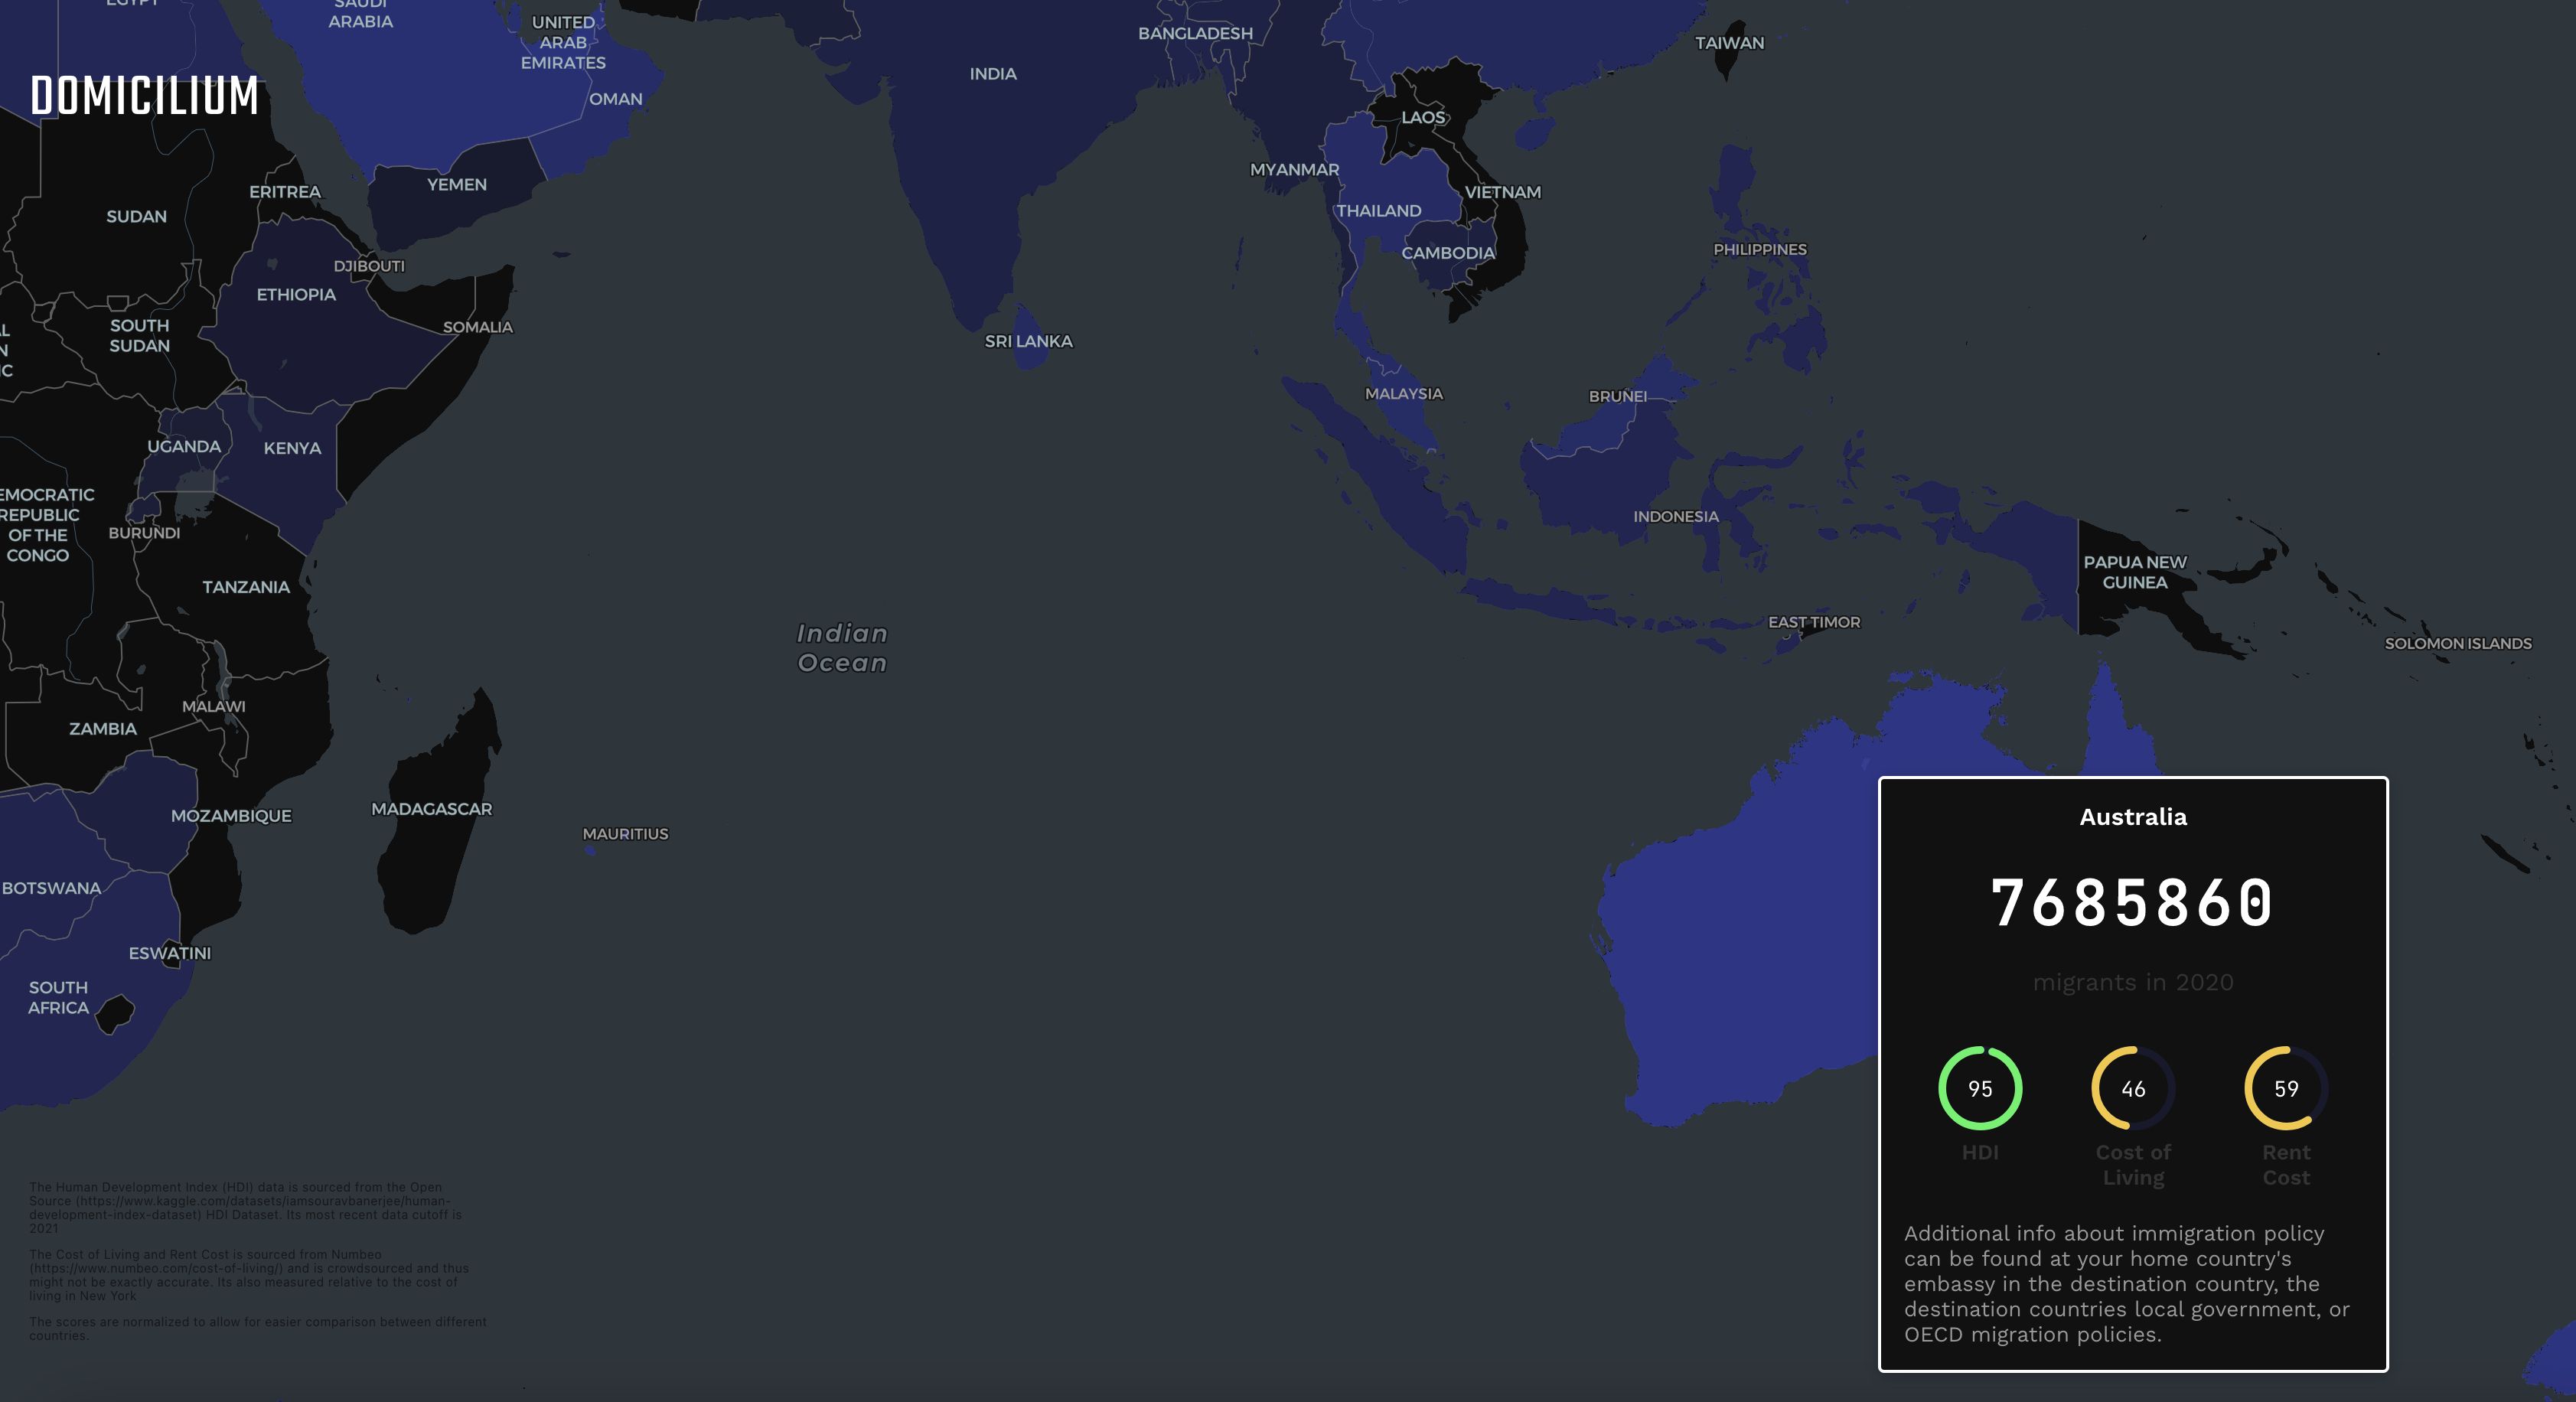 EGYPT
SAUDI
ARABIA
UNITED
ARAB
EMIRATES
OMAN
BANGLADESH
INDIA
TAIWAN
DOMICILIUM
LAOS
MYANMAR
YEMEN
ERITREA
VIETNAM
SUDAN
THAILAND
CAMBODIA
PHILIPPINES
DJIBOUTI
ETHIOPIA
SOMALIA
SOUTH
SUDAN
SRI LANKA
MALAYSIA
BRUNEI
UGANDA
KENYA
EMOCRATIC
REPUBLIC
OF THE
CONGO
BURUNDI
INDONESIA
TANZANIA
PAPUA NEW
GUINEA
EAST TIMOR
SOLOMON ISLANDS
Indian
Ocean
MALAWI
ZAMBIA
MOZAMBIQUE
MADAGASCAR
MAURITIUS
BOTSWANA
ESWATINI
SOUTH
AFRICA
Australia
7685860
migrants in 2020
95
46
59
HDI
Cost of
Living
Rent
Cost
Additional info about immigration policy
can be found at your home country's
embassy in the destination country, the
destination countries local government, or
OECD migration policies.
The Human Development Index (HDI) data is sourced from the Open
Source (https://www.kaggle.com/datasets/iamsouravbanerjee/human-
development-index-dataset) HDI Dataset. Its most recent data cutoff is
2021
The Cost of Living and Rent Cost is sourced from Numbeo
(https://www.numbeo.com/cost-of-living/) and is crowdsourced and thus
might not be exactly accurate. Its also measured relative to the cost of
living in New York
The scores are normalized to allow for easier comparison between different
countries.